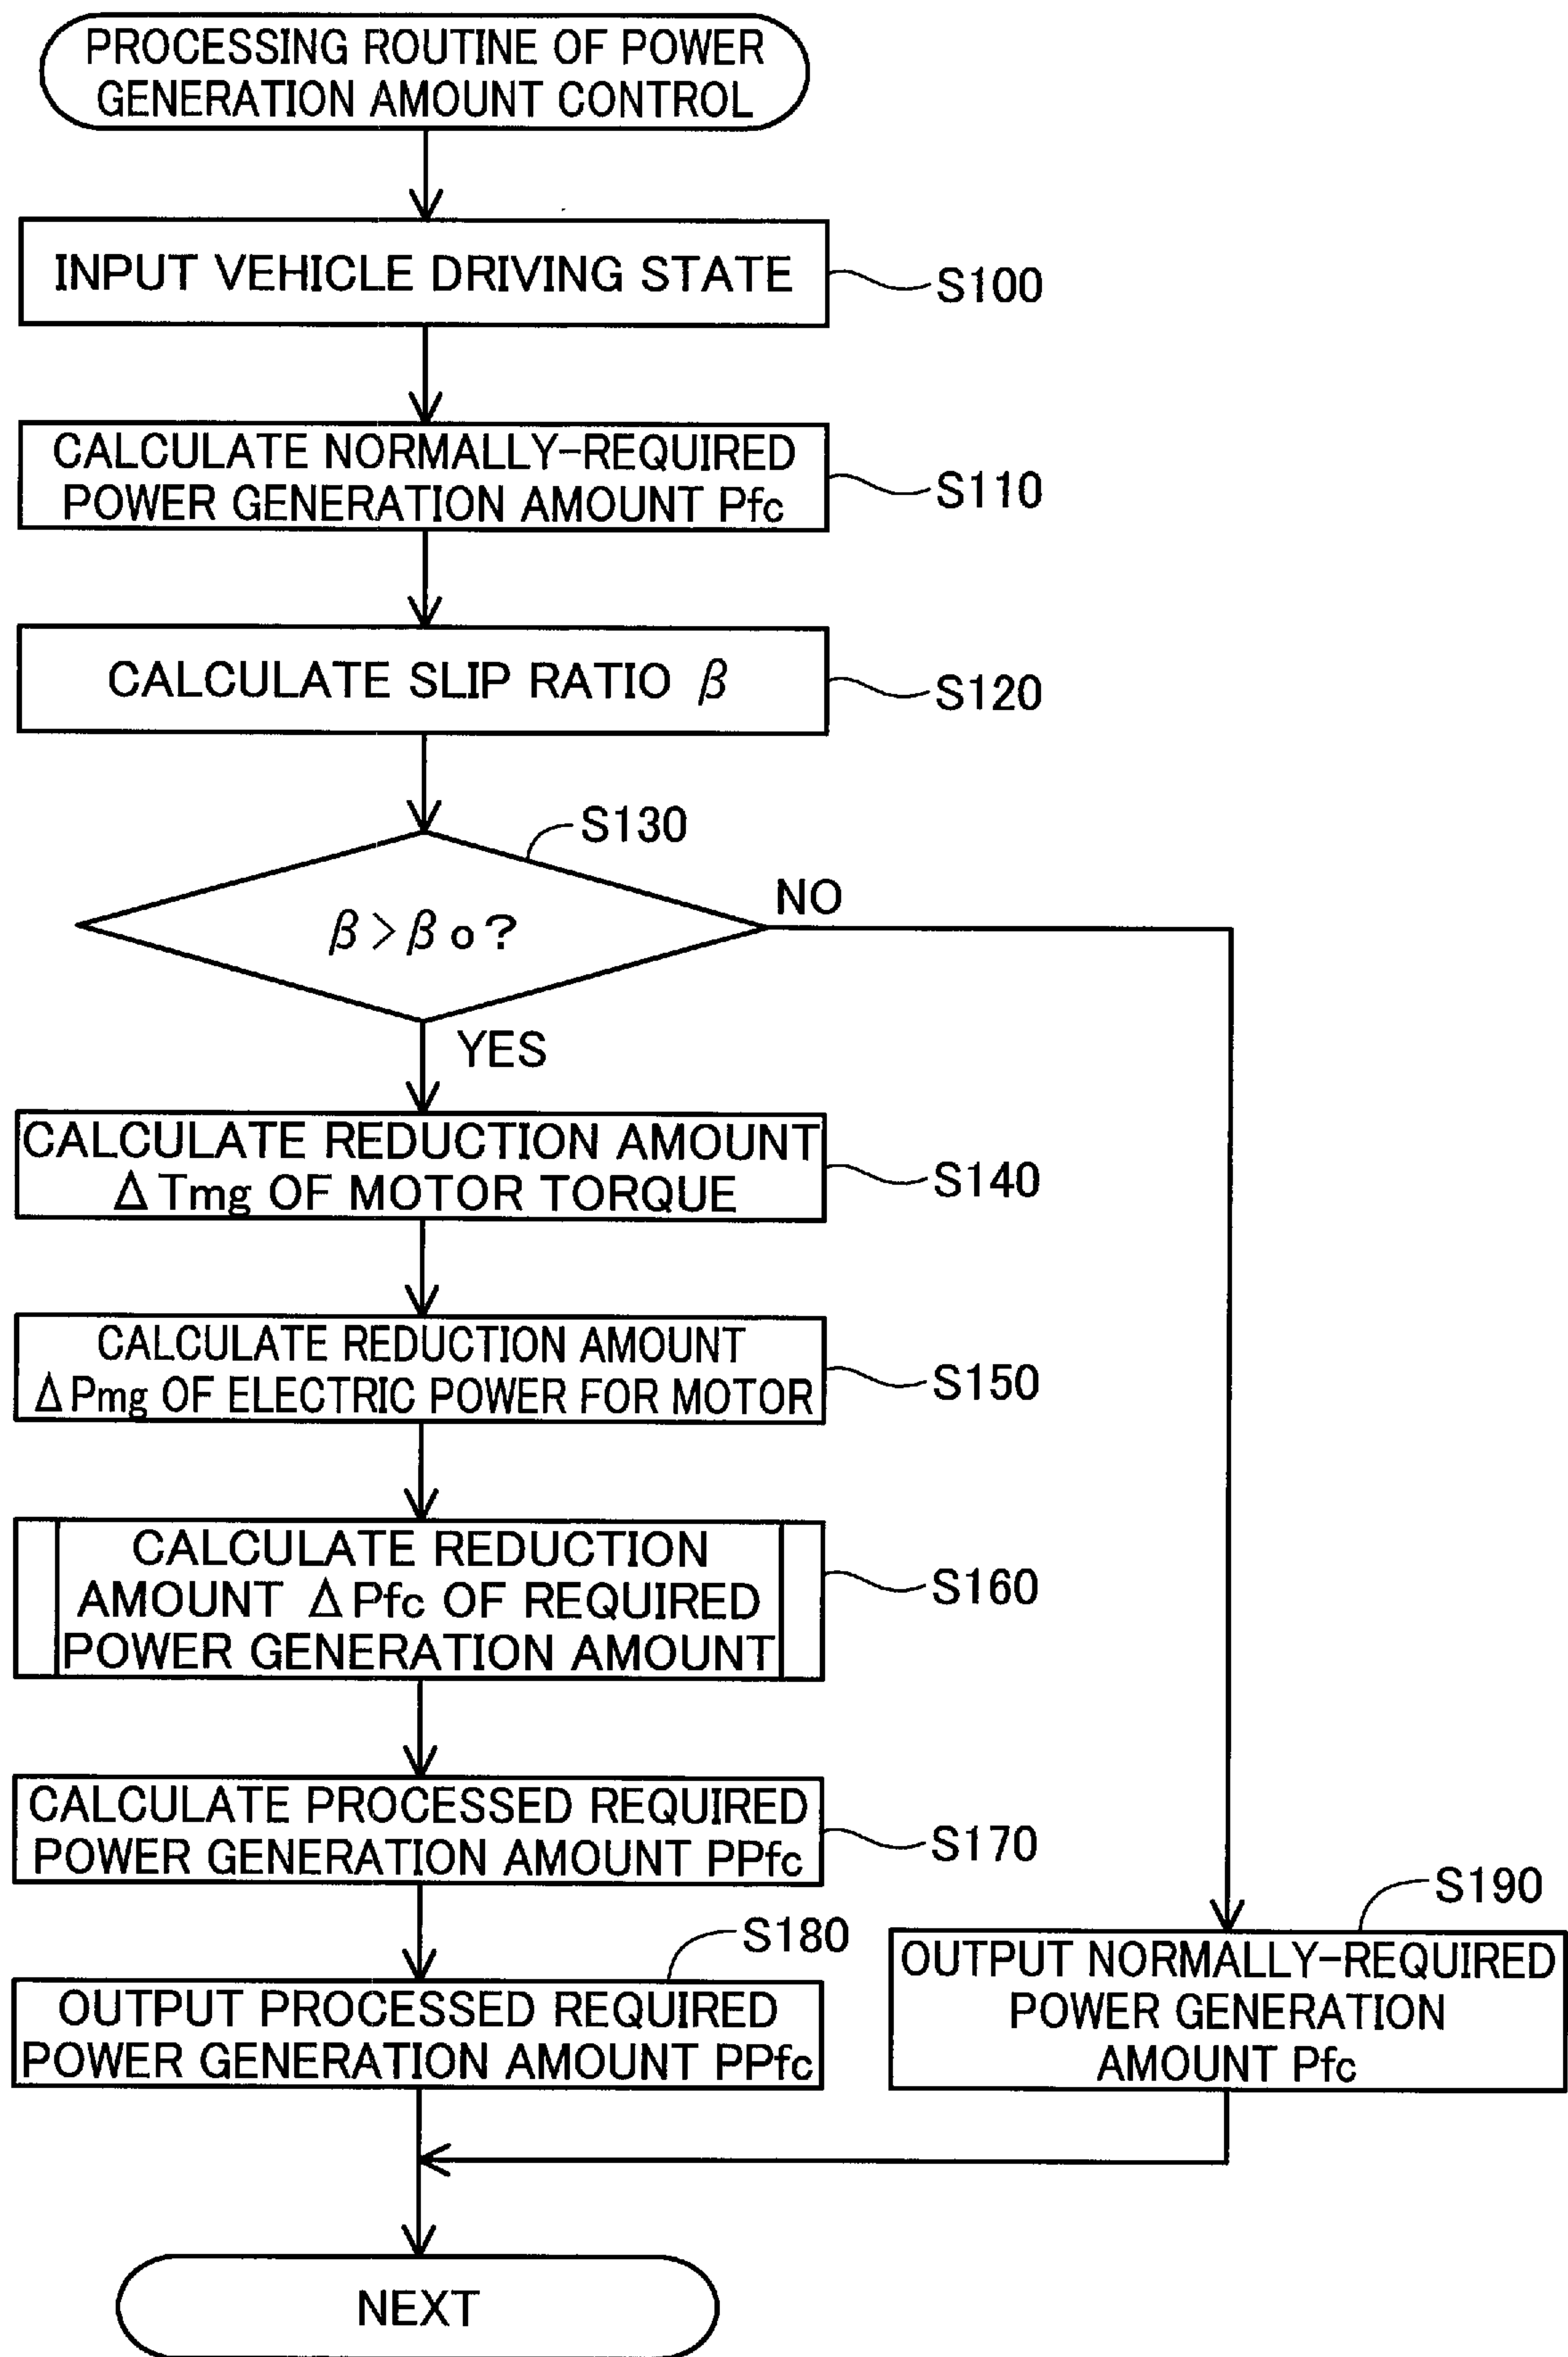 PROCESSING ROUTINE OF POWER
GENERATION AMOUNT CONTROL
INPUT VEHICLE DRIVING STATE
S100
CALCULATE NORMALLY-REQUIRED
POWER GENERATION AMOUNT Pfc
S110
CALCULATE SLIP RATIO β
S120
S130
β>βo?
NO
YES
CALCULATE REDUCTION AMOUNT
ΔTmg OF MOTOR TORQUE
S140
CALCULATE REDUCTION AMOUNT
ΔPmg OF ELECTRIC POWER FOR MOTOR
S150
CALCULATE REDUCTION
AMOUNT ΔPfc OF REQUIRED
POWER GENERATION AMOUNT
S160
CALCULATE PROCESSED REQUIRED
POWER GENERATION AMOUNT PPfc
S170
S180
OUTPUT PROCESSED REQUIRED
POWER GENERATION AMOUNT PPfc
S190
OUTPUT NORMALLY-REQUIRED
POWER GENERATION
AMOUNT Pfc
NEXT